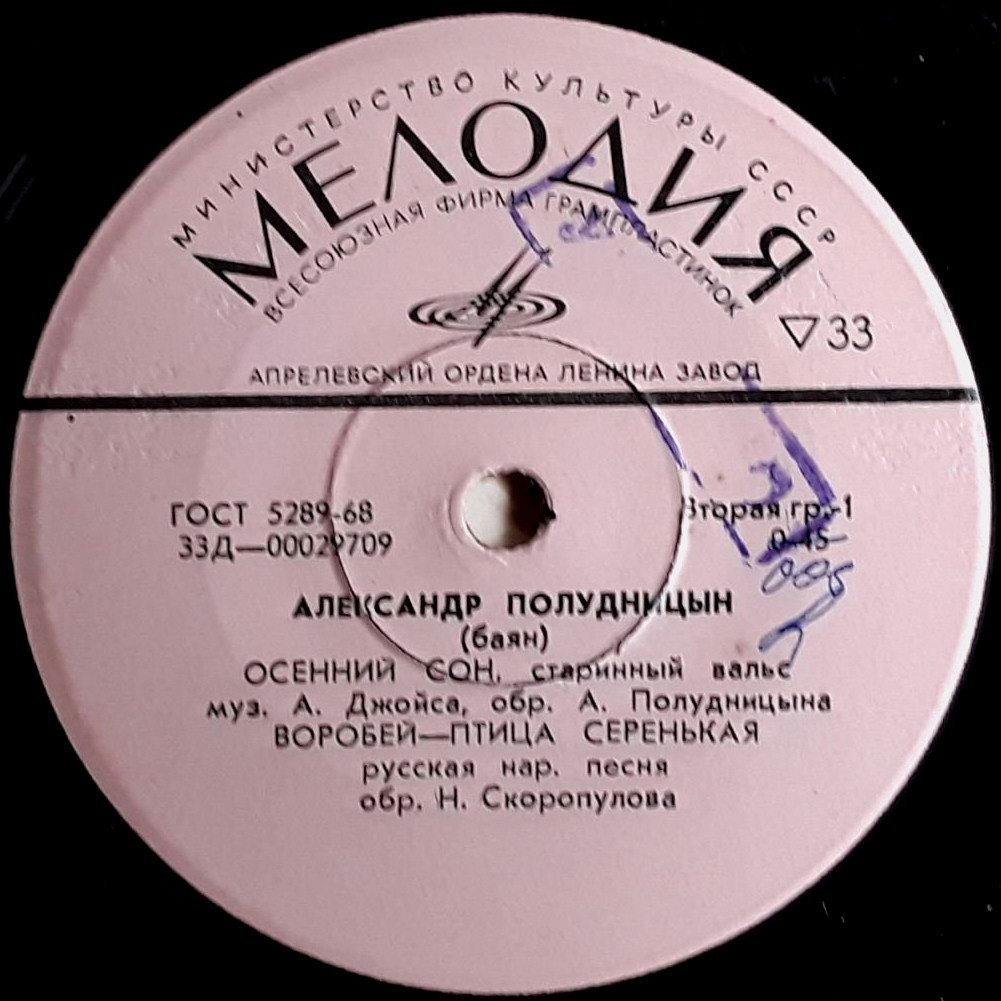 МИНИСТЕРСТВО КУЛЬТУРЫ СССР
МЕЛОДИЯ
ВСЕСОЮЗНАЯ ФИРМА ГРАМПЛАСТИНОК
▽33
АПРЕЛЕВСКИЙ ОРДЕНА ЛЕНИНА ЗАВОД
ГОСТ 5289-68 Вторая гр.-1
33Д—00029709 0-45
АЛЕКСАНДР ПОЛУДНИЦЫН
(баян)
ОСЕННИЙ СОН, старинный вальс
муз. А. Джойса, обр. А. Полудницына
ВОРОБЕЙ—ПТИЦА СЕРЕНЬКАЯ
русская нар. песня
обр. Н. Скоропулова